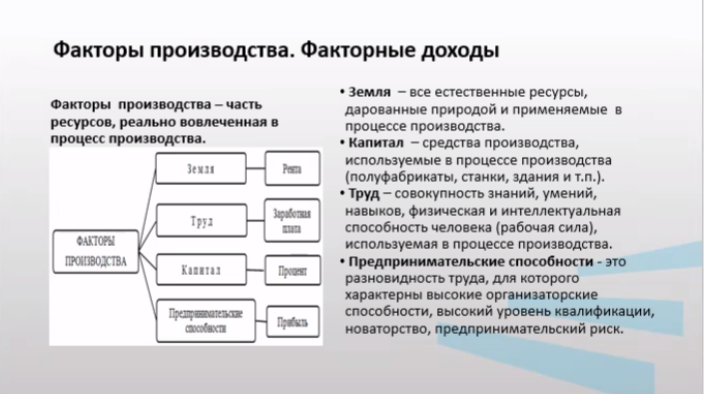 Факторы производства. Факторные доходы
Факторы производства – часть
ресурсов, реально вовлеченная в
процесс производства.
ФАКТОРЫ
ПРОИЗВОДСТВА
Земля
Рента
Труд
Заработная
плата
Капитал
Процент
Предпринимательские
способности
Прибыль
• Земля – все естественные ресурсы,
дарованные природой и применяемые в
процессе производства.
• Капитал – средства производства,
используемые в процессе производства
(полуфабрикаты, станки, здания и т.п.).
• Труд – совокупность знаний, умений,
навыков, физическая и интеллектуальная
способность человека (рабочая сила),
используемая в процессе производства.
• Предпринимательские способности - это
разновидность труда, для которого
характерны высокие организаторские
способности, высокий уровень квалификации,
новаторство, предпринимательский риск.